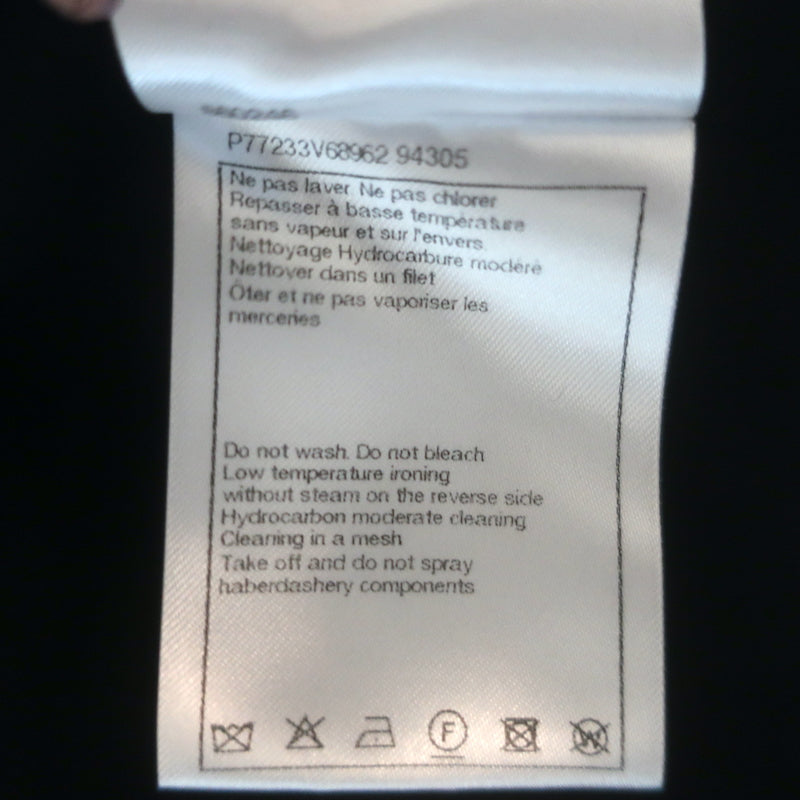 P77233V68962 94305
Ne pas laver. Ne pas chlorer
Repasser à basse température
sans vapeur et sur l'envers.
Nettoyage Hydrocarbure modéré
Nettoyer dans un filet
Ôter et ne pas vaporiser les
merceries
Do not wash. Do not bleach
Low temperature ironing
without steam on the reverse side
Hydrocarbon moderate cleaning
Cleaning in a mesh
Take off and do not spray
haberdashery components
F W